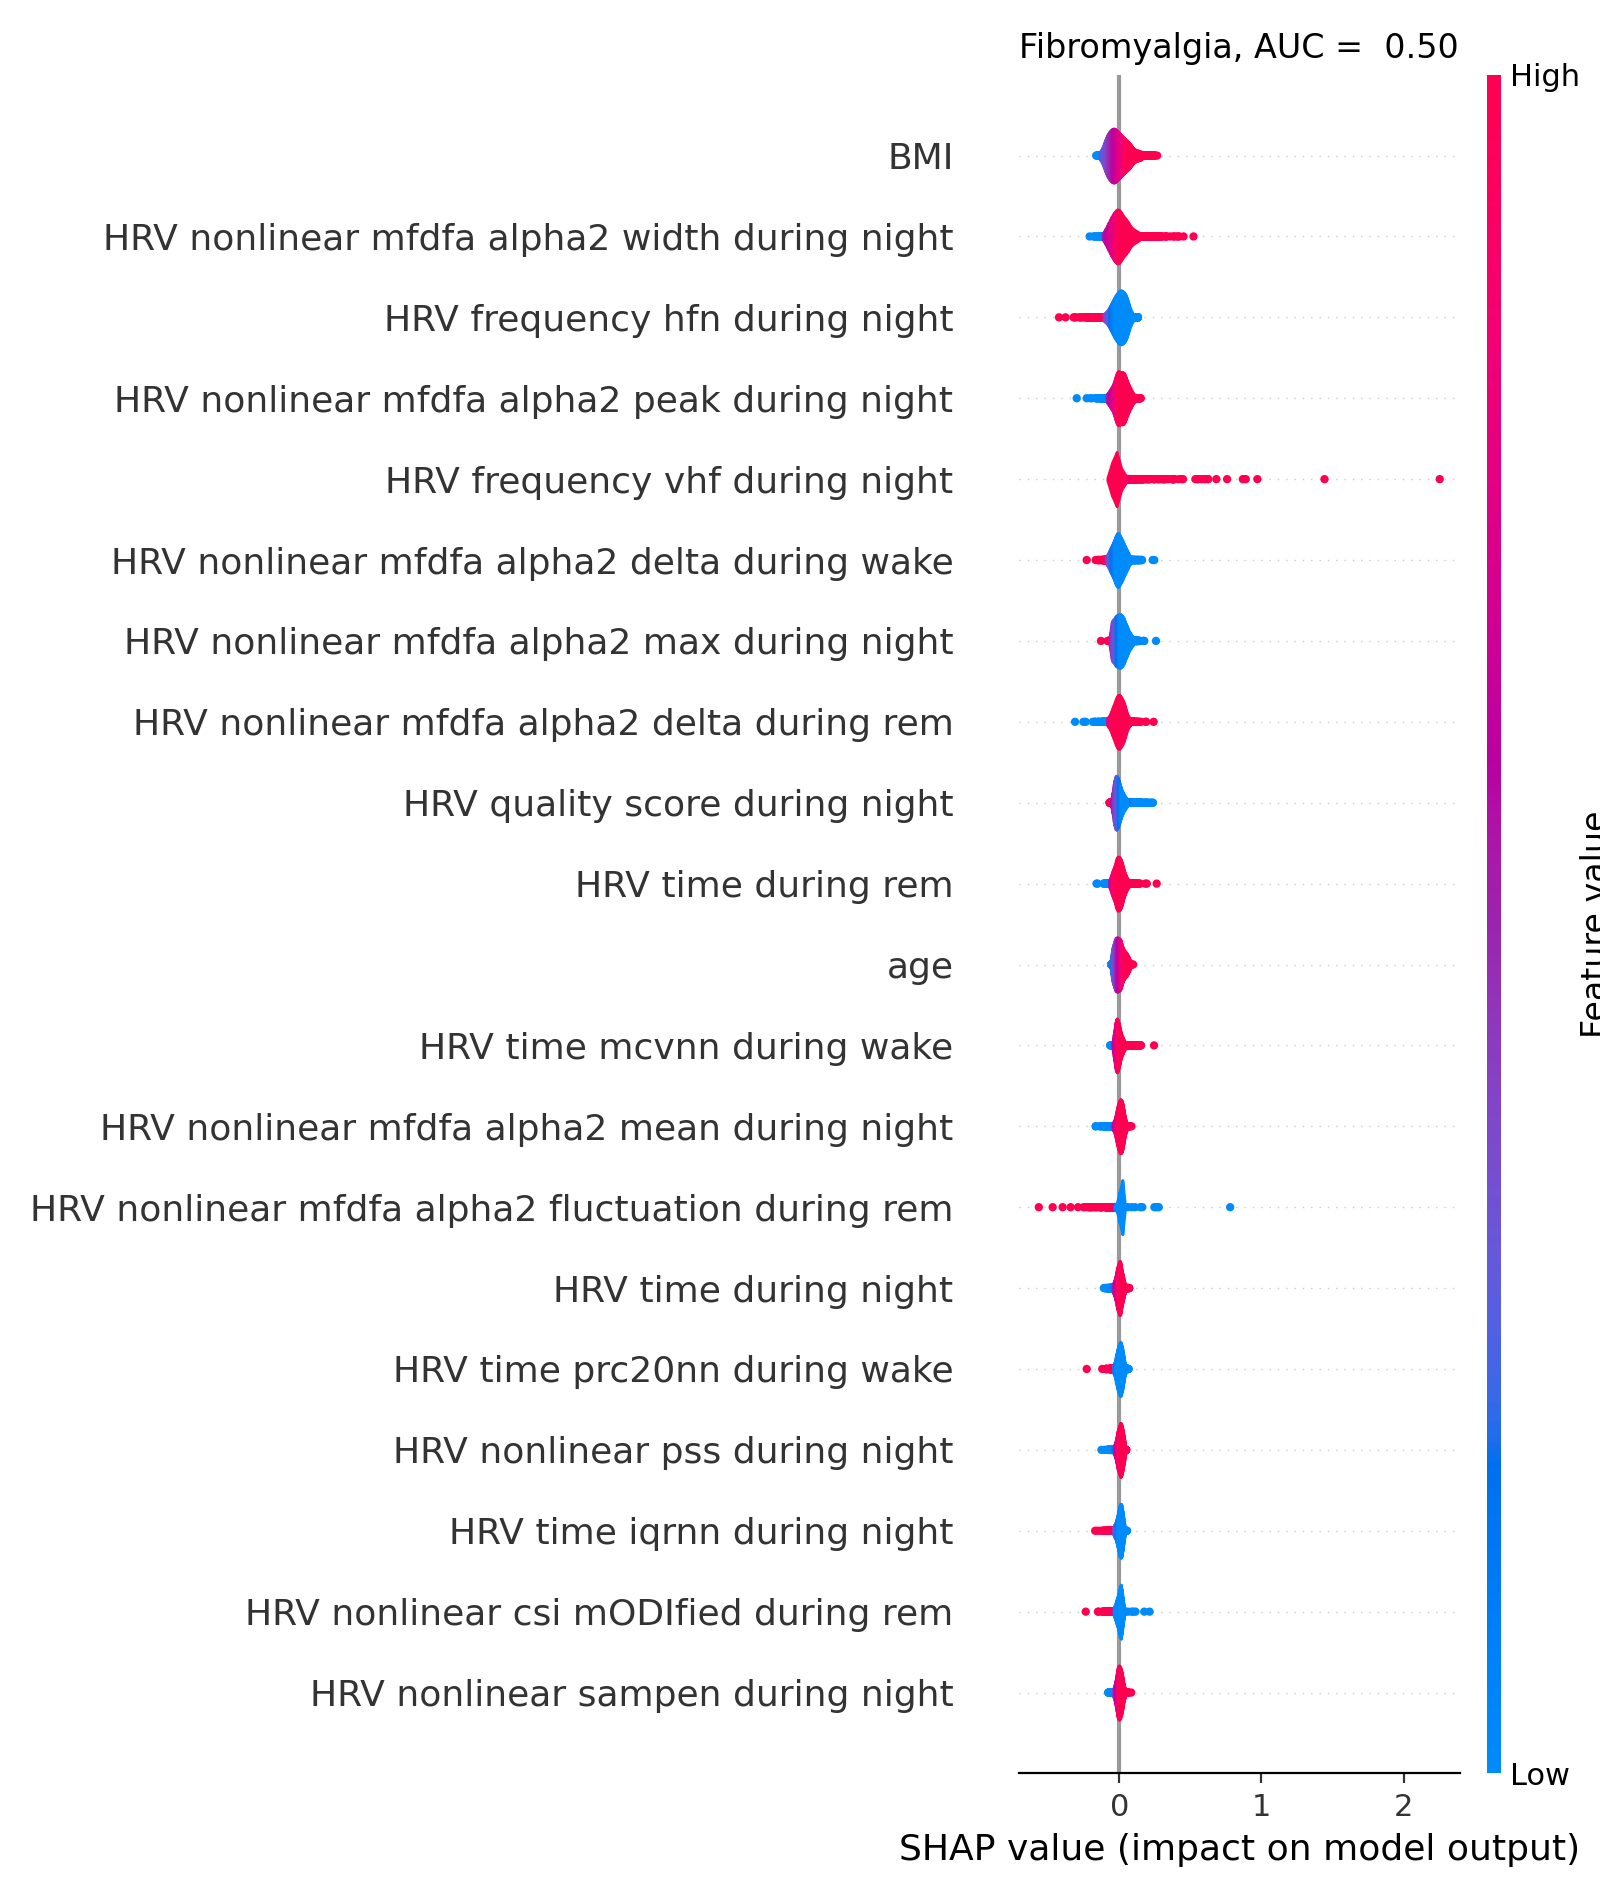 Fibromyalgia, AUC =  0.50
High
BMI
HRV nonlinear mfdfa alpha2 width during night
HRV frequency hfn during night
HRV nonlinear mfdfa alpha2 peak during night
HRV frequency vhf during night
HRV nonlinear mfdfa alpha2 delta during wake
HRV nonlinear mfdfa alpha2 max during night
HRV nonlinear mfdfa alpha2 delta during rem
HRV quality score during night
HRV time during rem
age
HRV time mcvnn during wake
HRV nonlinear mfdfa alpha2 mean during night
HRV nonlinear mfdfa alpha2 fluctuation during rem
HRV time during night
HRV time prc20nn during wake
HRV nonlinear pss during night
HRV time iqrnn during night
HRV nonlinear csi mODIfied during rem
HRV nonlinear sampen during night
Feature value
Low
0 1 2
SHAP value (impact on model output)